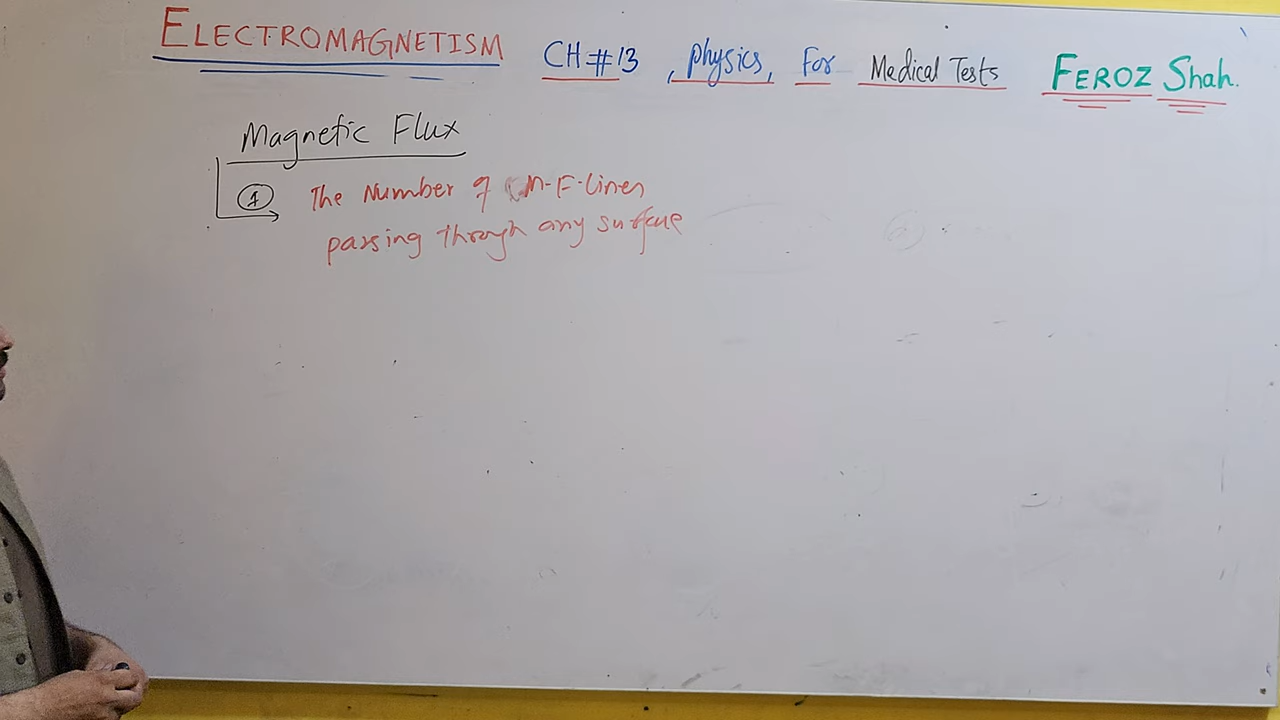 ELECTROMAGNETISM CH#13, physics, For Medical Tests FEROZ Shah.
Magnetic Flux
1 The Number of M-F-Lines
passing through any surface